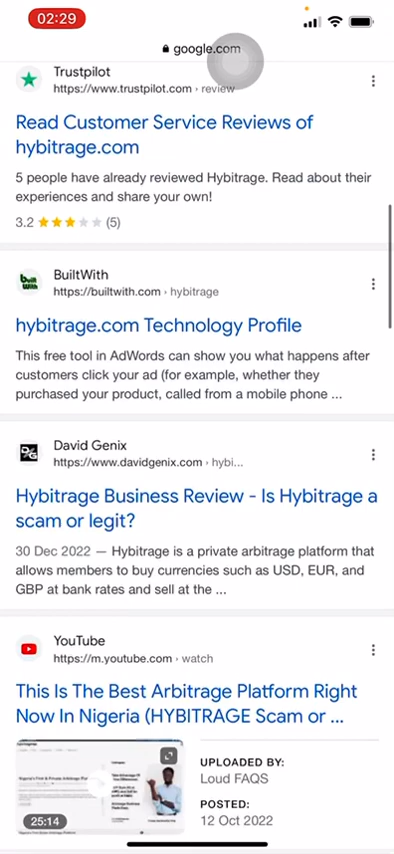 02:29
google.com
Trustpilot
https://www.trustpilot.com › review
Read Customer Service Reviews of
hybitrage.com
5 people have already reviewed Hybitrage. Read about their
experiences and share your own!
3.2 (5)
BuiltWith
https://builtwith.com › hybitrage
hybitrage.com Technology Profile
This free tool in AdWords can show you what happens after
customers click your ad (for example, whether they
purchased your product, called from a mobile phone ...
David Genix
https://www.davidgenix.com › hybi...
Hybitrage Business Review - Is Hybitrage a
scam or legit?
30 Dec 2022 — Hybitrage is a private arbitrage platform that
allows members to buy currencies such as USD, EUR, and
GBP at bank rates and sell at the ...
YouTube
https://m.youtube.com › watch
This Is The Best Arbitrage Platform Right
Now In Nigeria (HYBITRAGE Scam or ...
UPLOADED BY:
Loud FAQS
POSTED:
12 Oct 2022
25:14